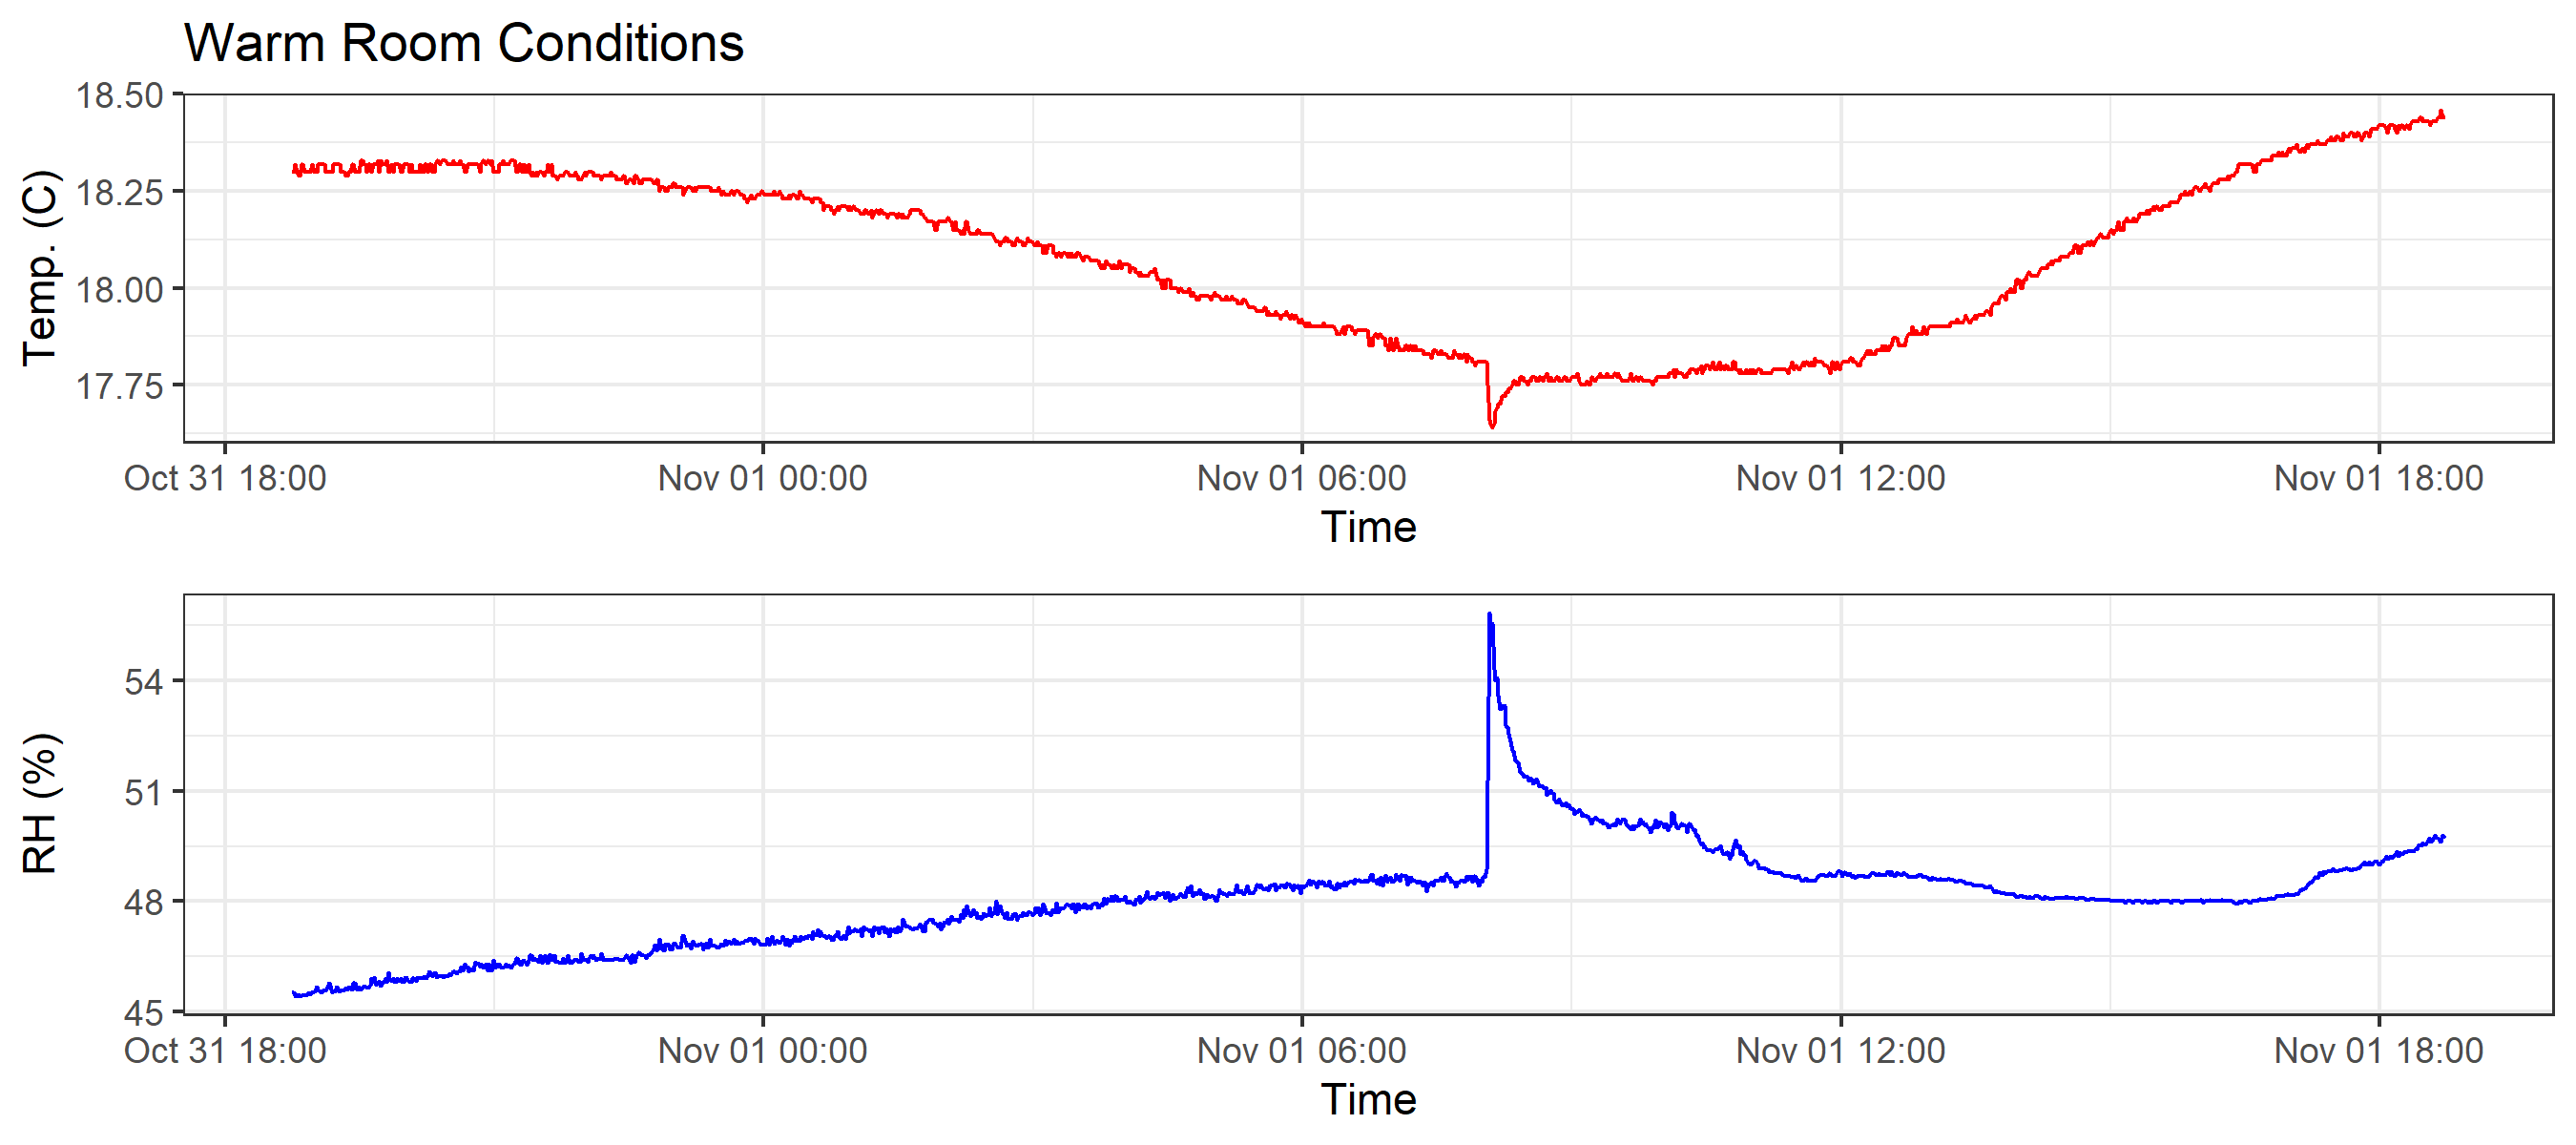 Warm Room Conditions
18.50
18.25
18.00
17.75
Temp. (C)
Oct 31 18:00 Nov 01 00:00 Nov 01 06:00 Nov 01 12:00 Nov 01 18:00
Time
54
51
48
45
RH (%)
Oct 31 18:00 Nov 01 00:00 Nov 01 06:00 Nov 01 12:00 Nov 01 18:00
Time